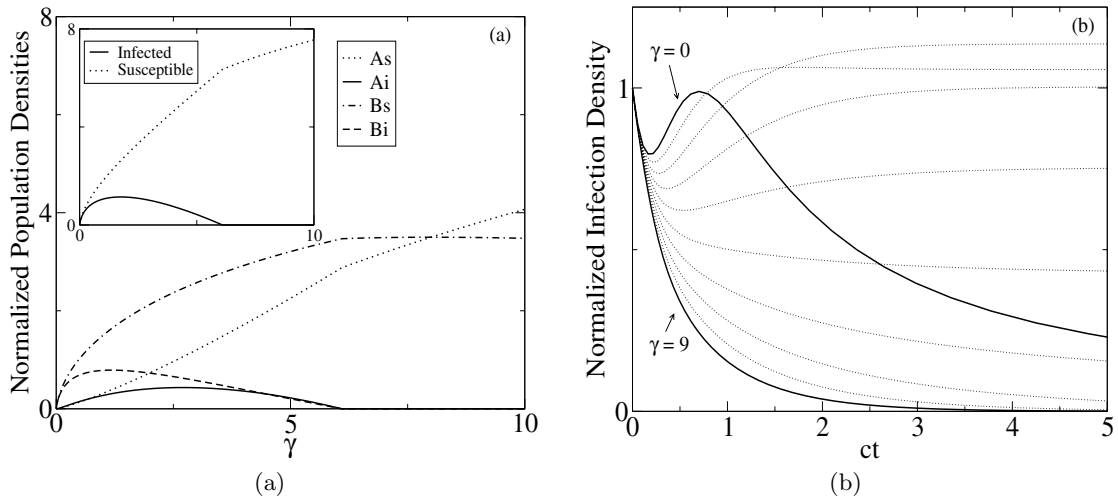 Normalized Population Densities
(a)
8
4
0
0
5
10
γ
8
8
0
10
Infected
Susceptible
As
Ai
Bs
Bi
(a)
Normalized Infection Density
(b)
1
0
0
1
2
3
4
5
ct
γ = 0
γ = 9
(b)